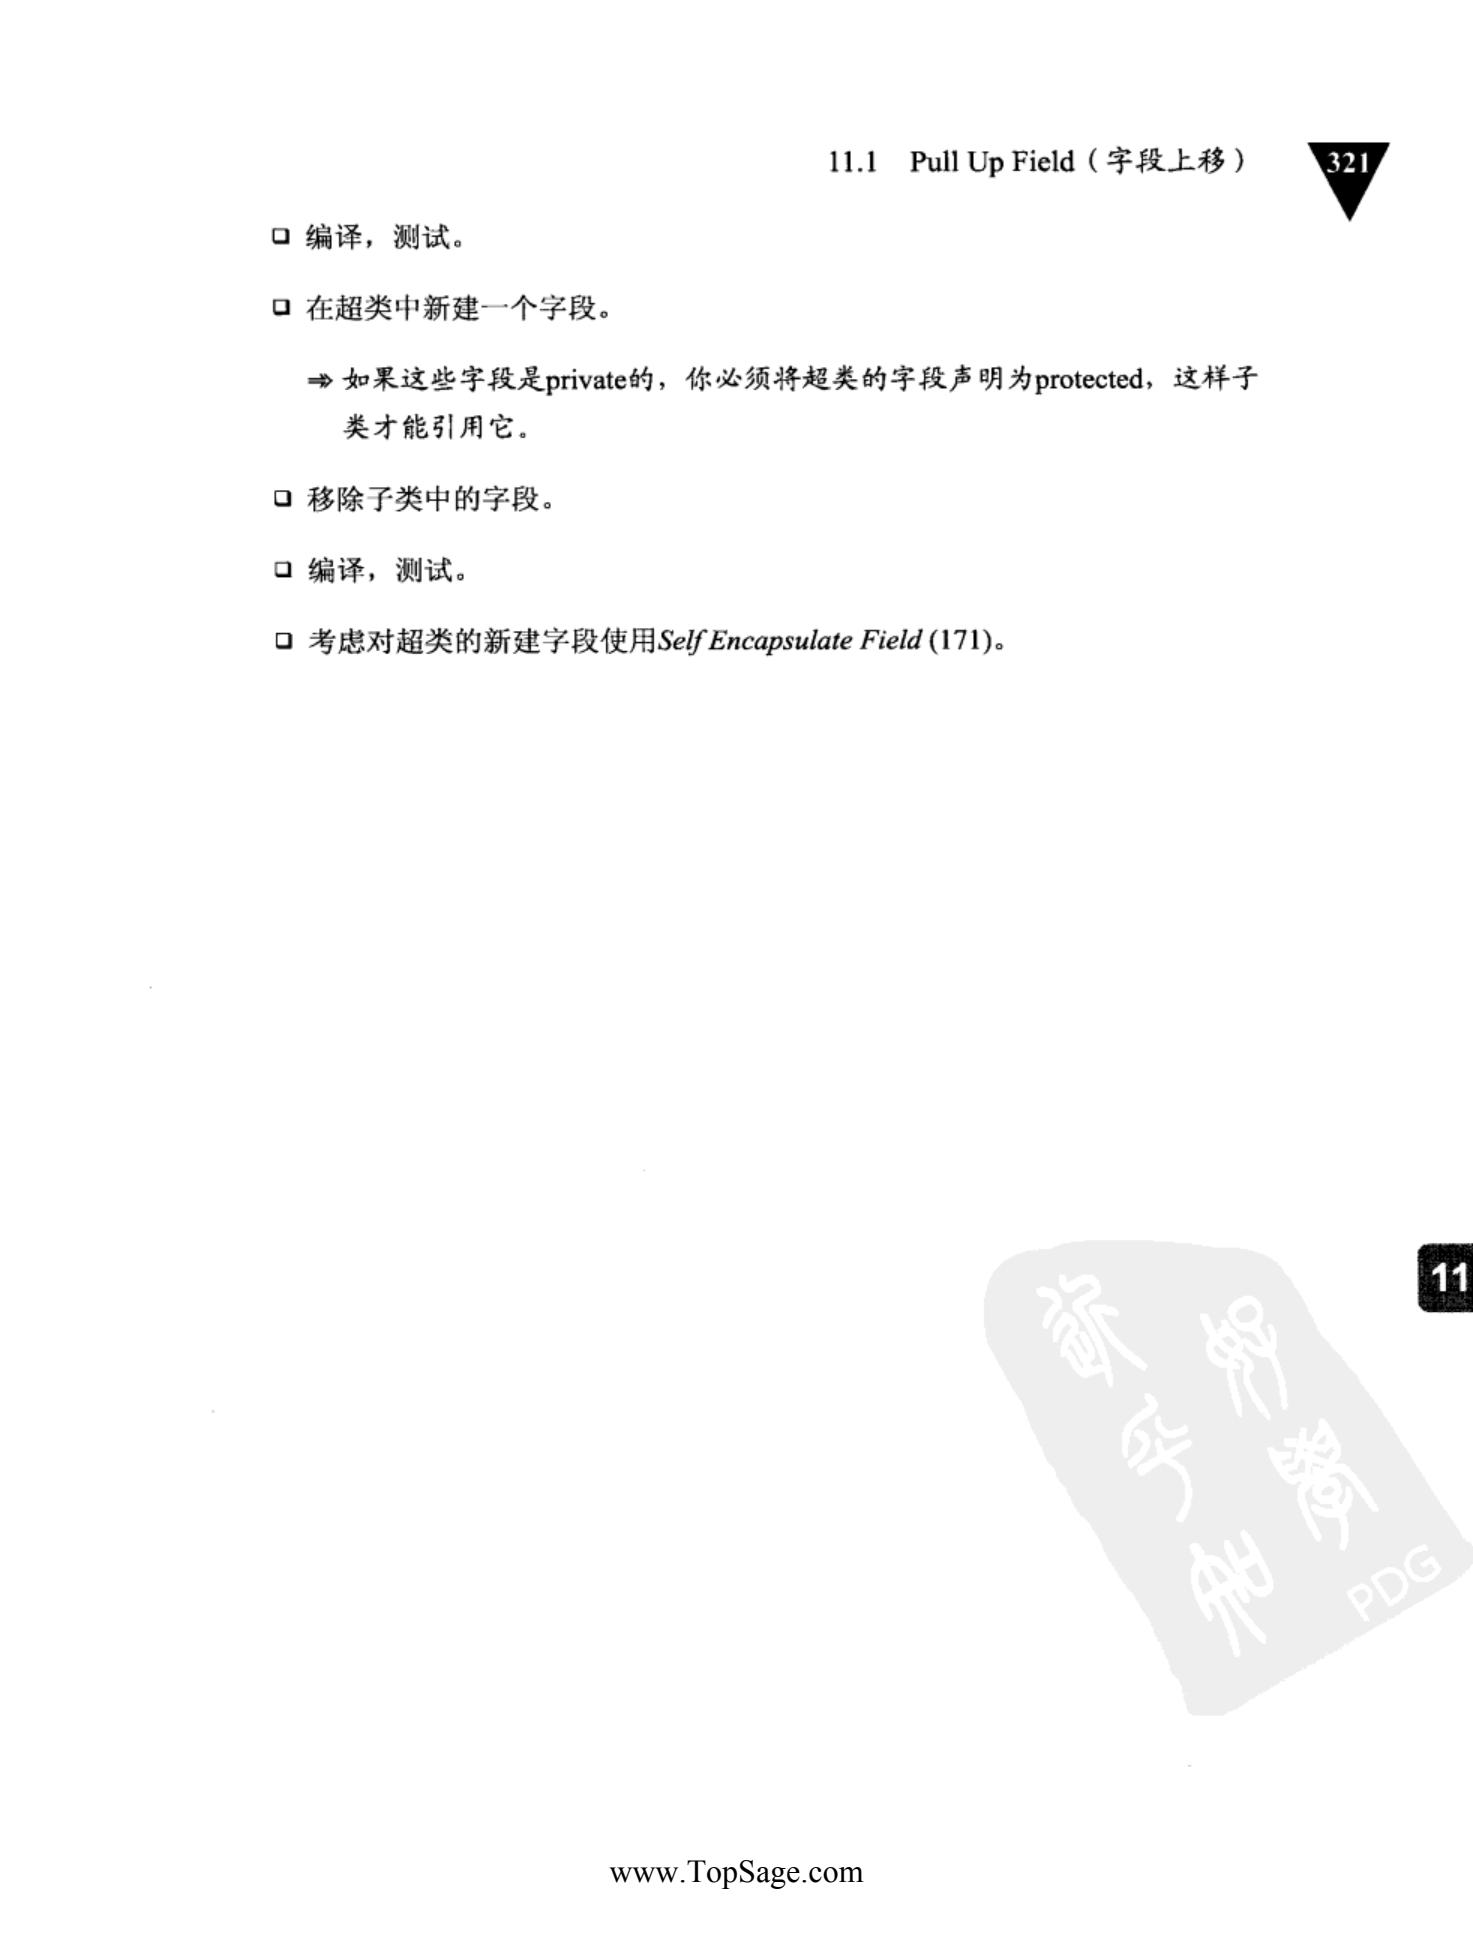 11.1 Pull Up Field（字段上移） 321
❑ 编译，测试。
❑ 在超类中新建一个字段。
⇒ 如果这些字段是private的，你必须将超类的字段声明为protected，这样子
类才能引用它。
❑ 移除子类中的字段。
❑ 编译，测试。
❑ 考虑对超类的新建字段使用Self Encapsulate Field (171)。
11
PDG
www.TopSage.com